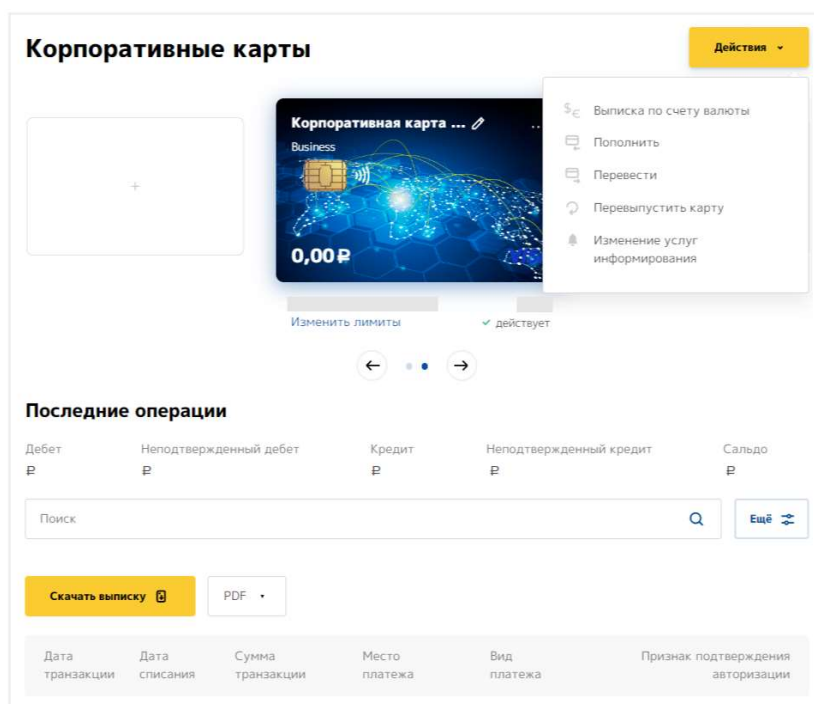 Корпоративные карты
Действия
Корпоративная карта ...
Business
0,00 ₽
Изменить лимиты
действует
$€ Выписка по счету валюты
Пополнить
Перевести
Перевыпустить карту
Изменение услуг
информирования
Последние операции
Дебет Неподтвержденный дебет Кредит Неподтвержденный кредит Сальдо
₽ ₽ ₽ ₽ ₽
Поиск
Ещё
Скачать выписку PDF
Дата Дата Сумма Место Вид Признак подтверждения
транзакции списания транзакции платежа платежа авторизации